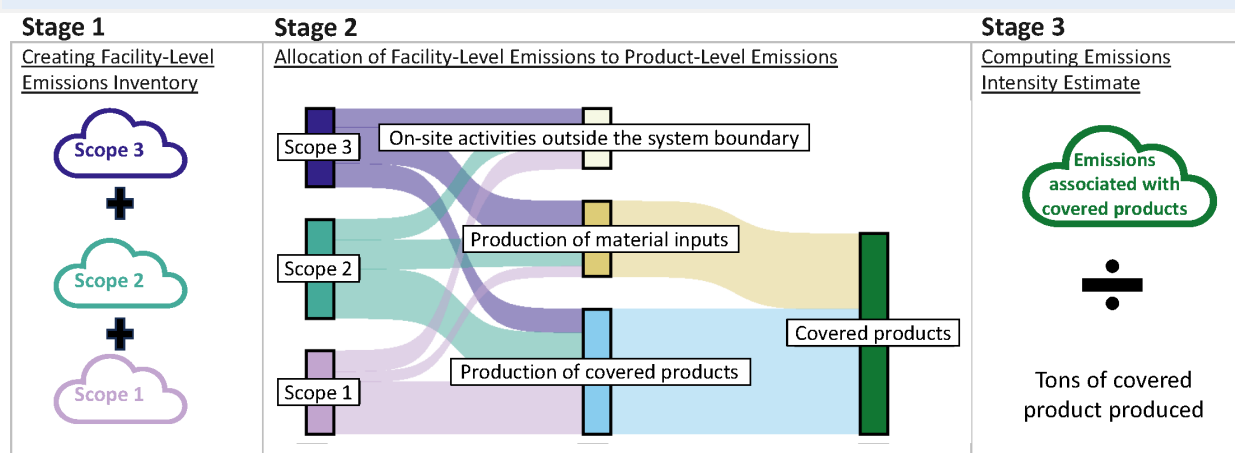 Stage 1
Creating Facility-Level
Emissions Inventory
Scope 3
Scope 2
Scope 1
Stage 2
Allocation of Facility-Level Emissions to Product-Level Emissions
Scope 3
On-site activities outside the system boundary
Production of material inputs
Scope 2
Covered products
Production of covered products
Scope 1
Stage 3
Computing Emissions
Intensity Estimate
Emissions
associated with
covered products
Tons of covered
product produced